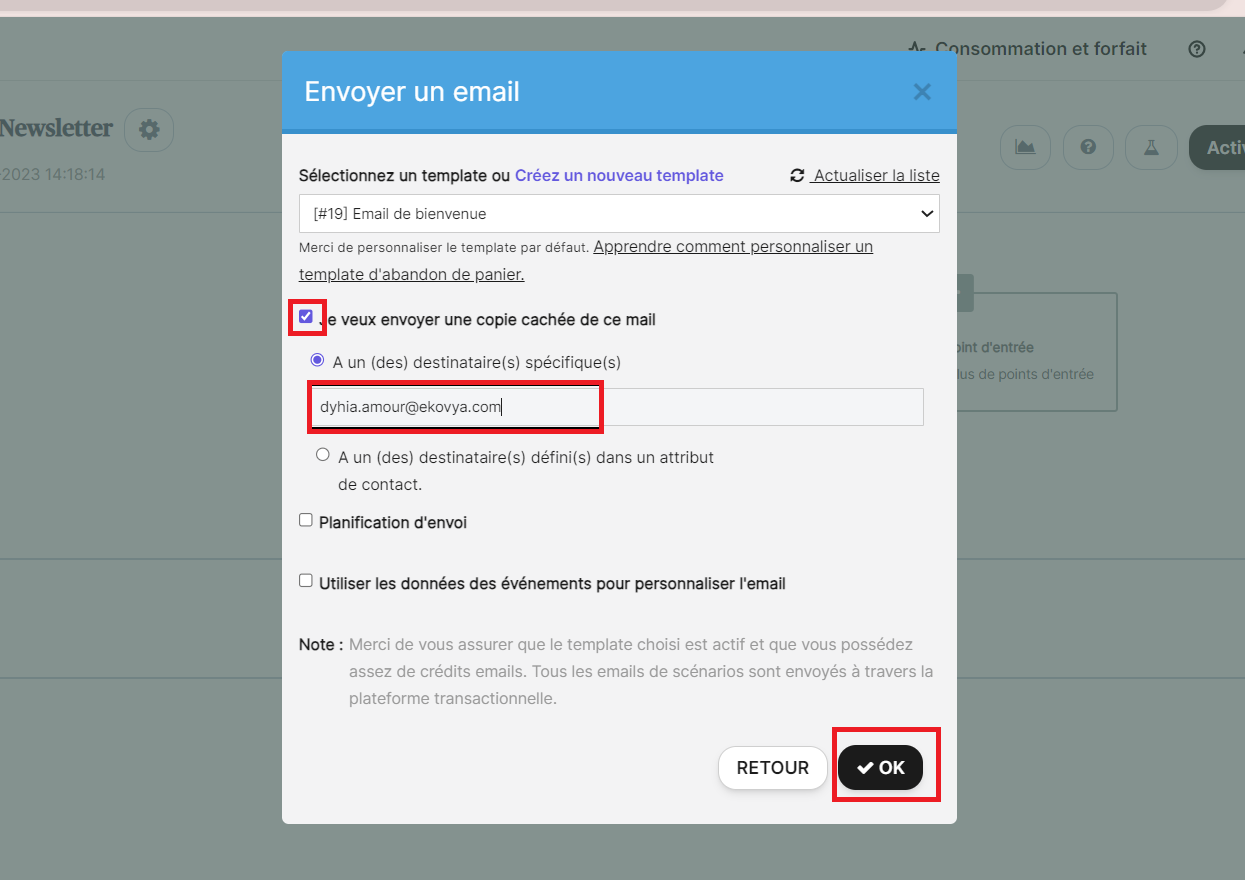 Consommation et forfait
Envoyer un email
Newsletter
-2023 14:18:14
Sélectionnez un template ou Créez un nouveau template
Actualiser la liste
[#19] Email de bienvenue
Merci de personnaliser le template par défaut. Apprendre comment personnaliser un
template d'abandon de panier.
Je veux envoyer une copie cachée de ce mail
A un (des) destinataire(s) spécifique(s)
dyhia.amour@ekovya.com
A un (des) destinataire(s) défini(s) dans un attribut
de contact.
Planification d'envoi
Utiliser les données des événements pour personnaliser l'email
Note : Merci de vous assurer que le template choisi est actif et que vous possédez
assez de crédits emails. Tous les emails de scénarios sont envoyés à travers la
plateforme transactionnelle.
RETOUR
OK
Activ
oint d'entrée
lus de points d'entrée